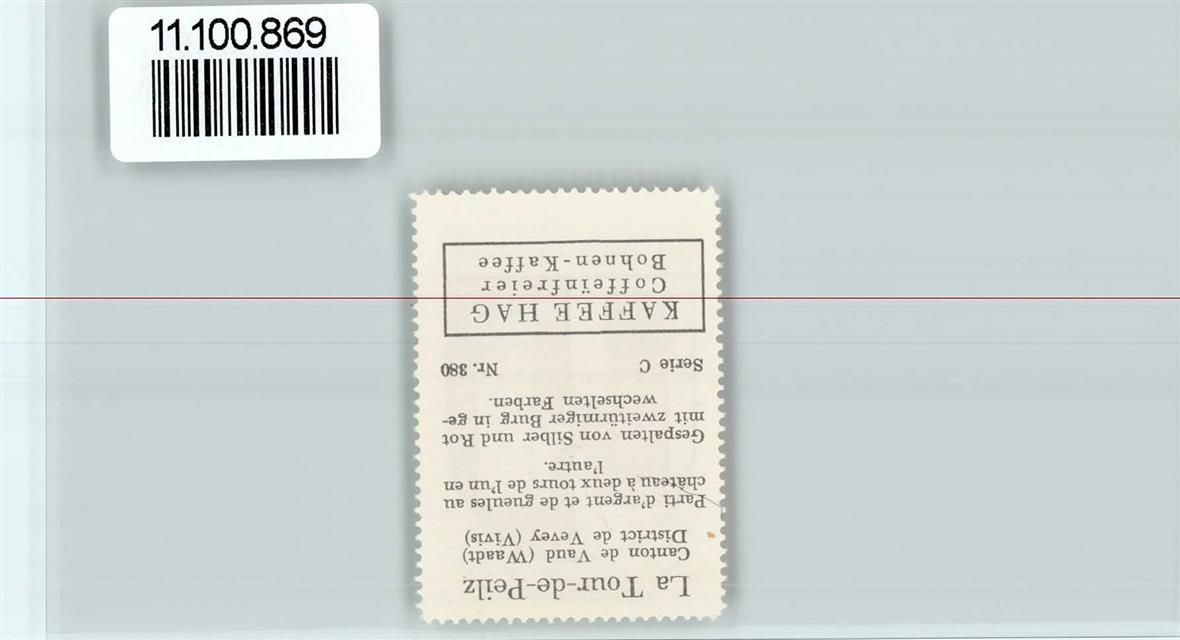 11.100.869
La Tour-de-Peilz
Canton de Vaud (Waadt)
District de Vevey (Vivis)
Parti d'argent et de gueules au
château à deux tours de l'un en
l'autre.
Gespalten von Silber und Rot
mit zweitürmiger Burg in ge-
wechselten Farben.
Serie C Nr. 380
KAFFEE HAG
Coffeïnfreier
Bohnen-Kaffee